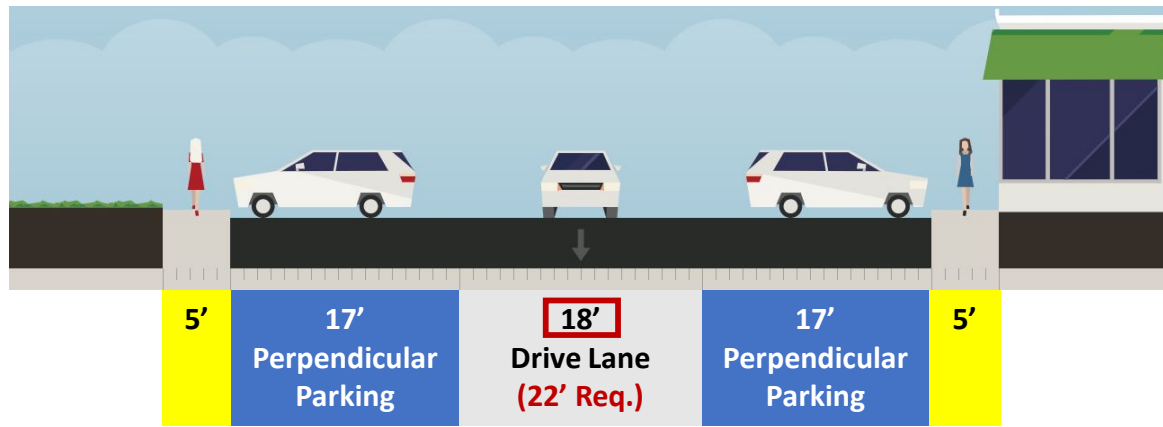 5’
17’
Perpendicular
Parking
18’
Drive Lane
(22’ Req.)
17’
Perpendicular
Parking
5’